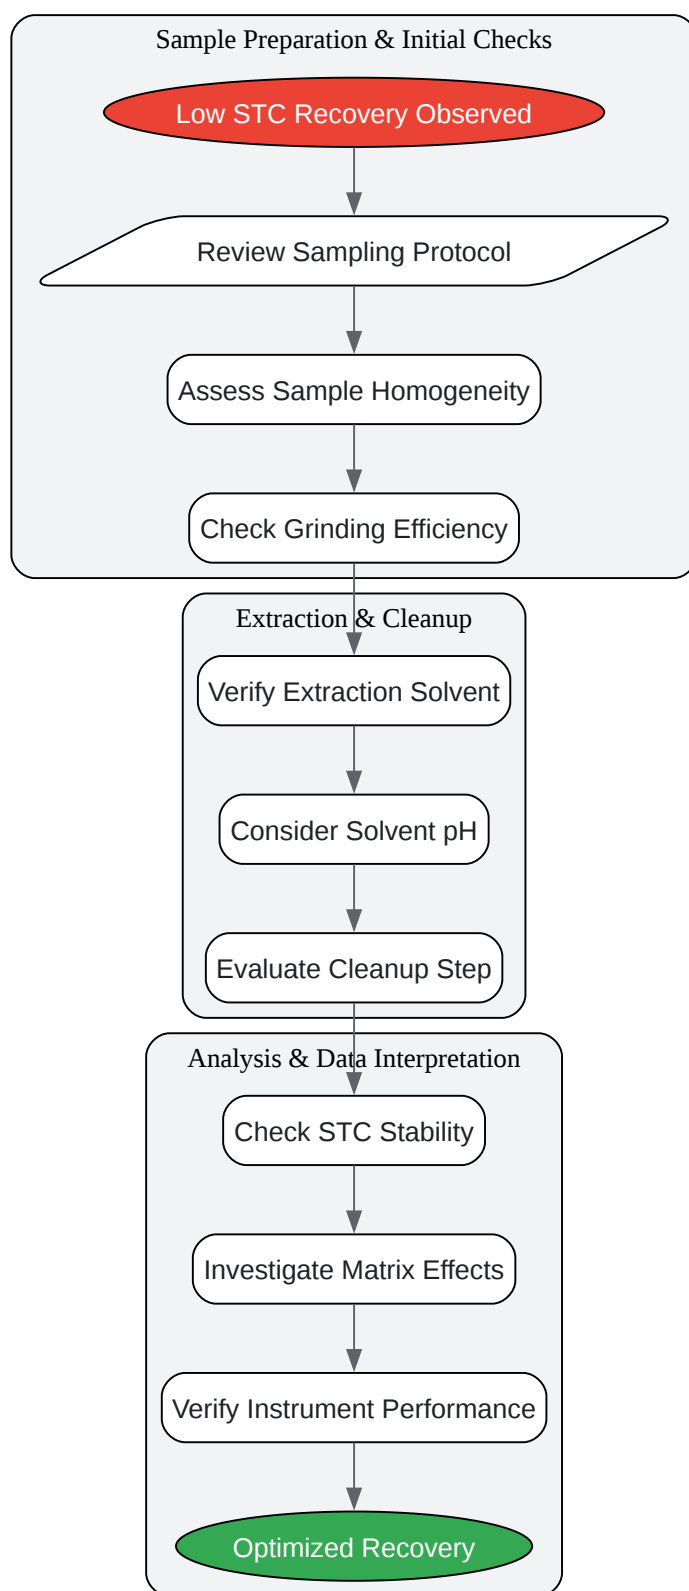 Sample Preparation & Initial Checks
Low STC Recovery Observed
Review Sampling Protocol
Assess Sample Homogeneity
Check Grinding Efficiency
Extraction & Cleanup
Verify Extraction Solvent
Consider Solvent pH
Evaluate Cleanup Step
Analysis & Data Interpretation
Check STC Stability
Investigate Matrix Effects
Verify Instrument Performance
Optimized Recovery